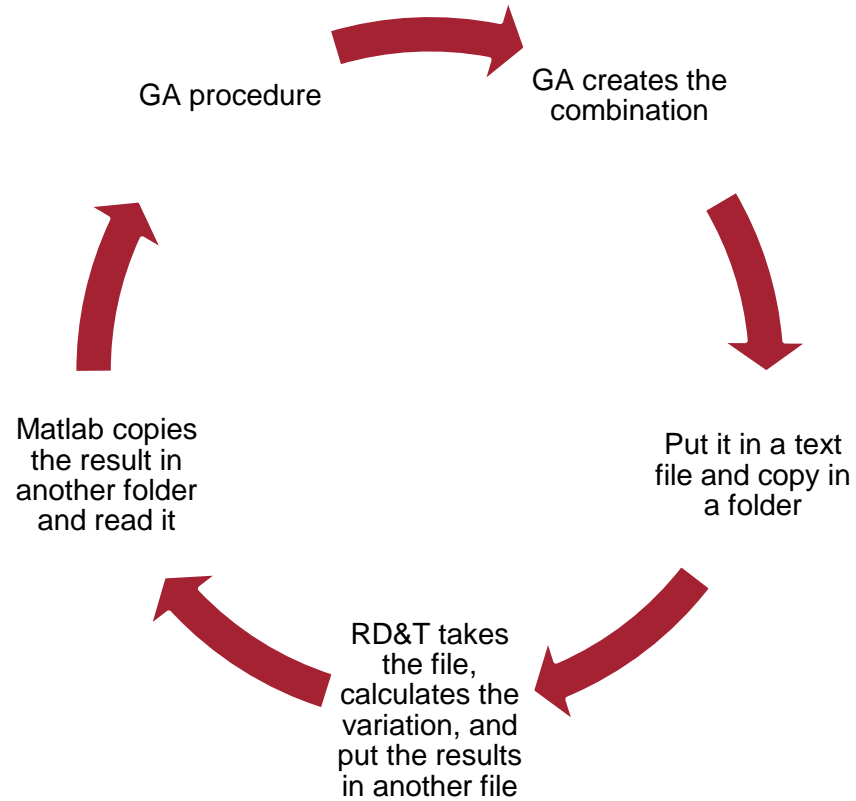 GA procedure
GA creates the
combination
Put it in a text
file and copy in
a folder
RD&T takes
the file,
calculates the
variation, and
put the results
in another file
Matlab copies
the result in
another folder
and read it